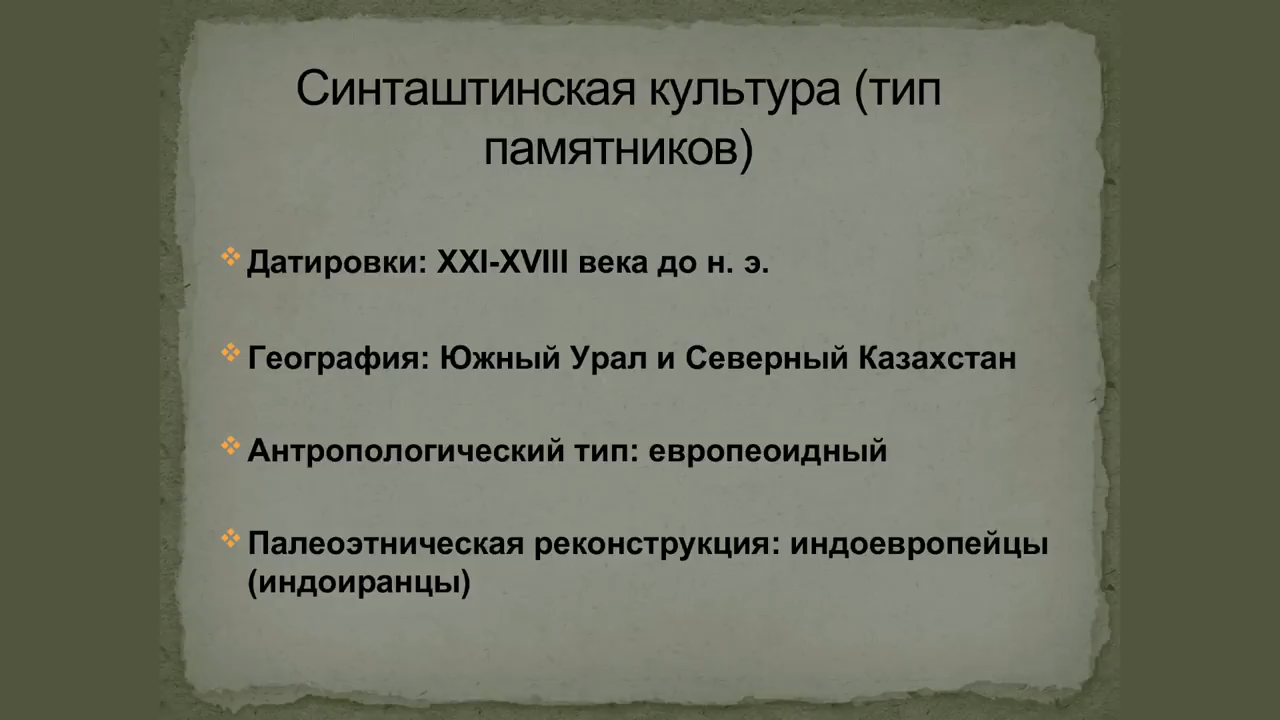 Синташтинская культура (тип
памятников)
Датировки: XXI-XVIII века до н. э.
География: Южный Урал и Северный Казахстан
Антропологический тип: европеоидный
Палеоэтническая реконструкция: индоевропейцы
(индоиранцы)